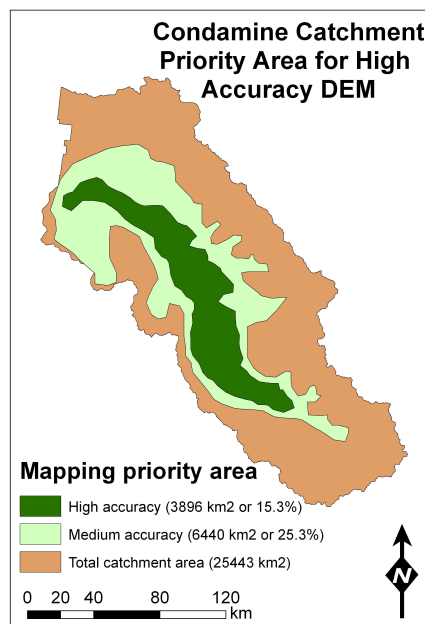 Condamine Catchment
Priority Area for High
Accuracy DEM
Mapping priority area
High accuracy (3896 km2 or 15.3%)
Medium accuracy (6440 km2 or 25.3%)
Total catchment area (25443 km2)
N
0 20 40 80 120
km